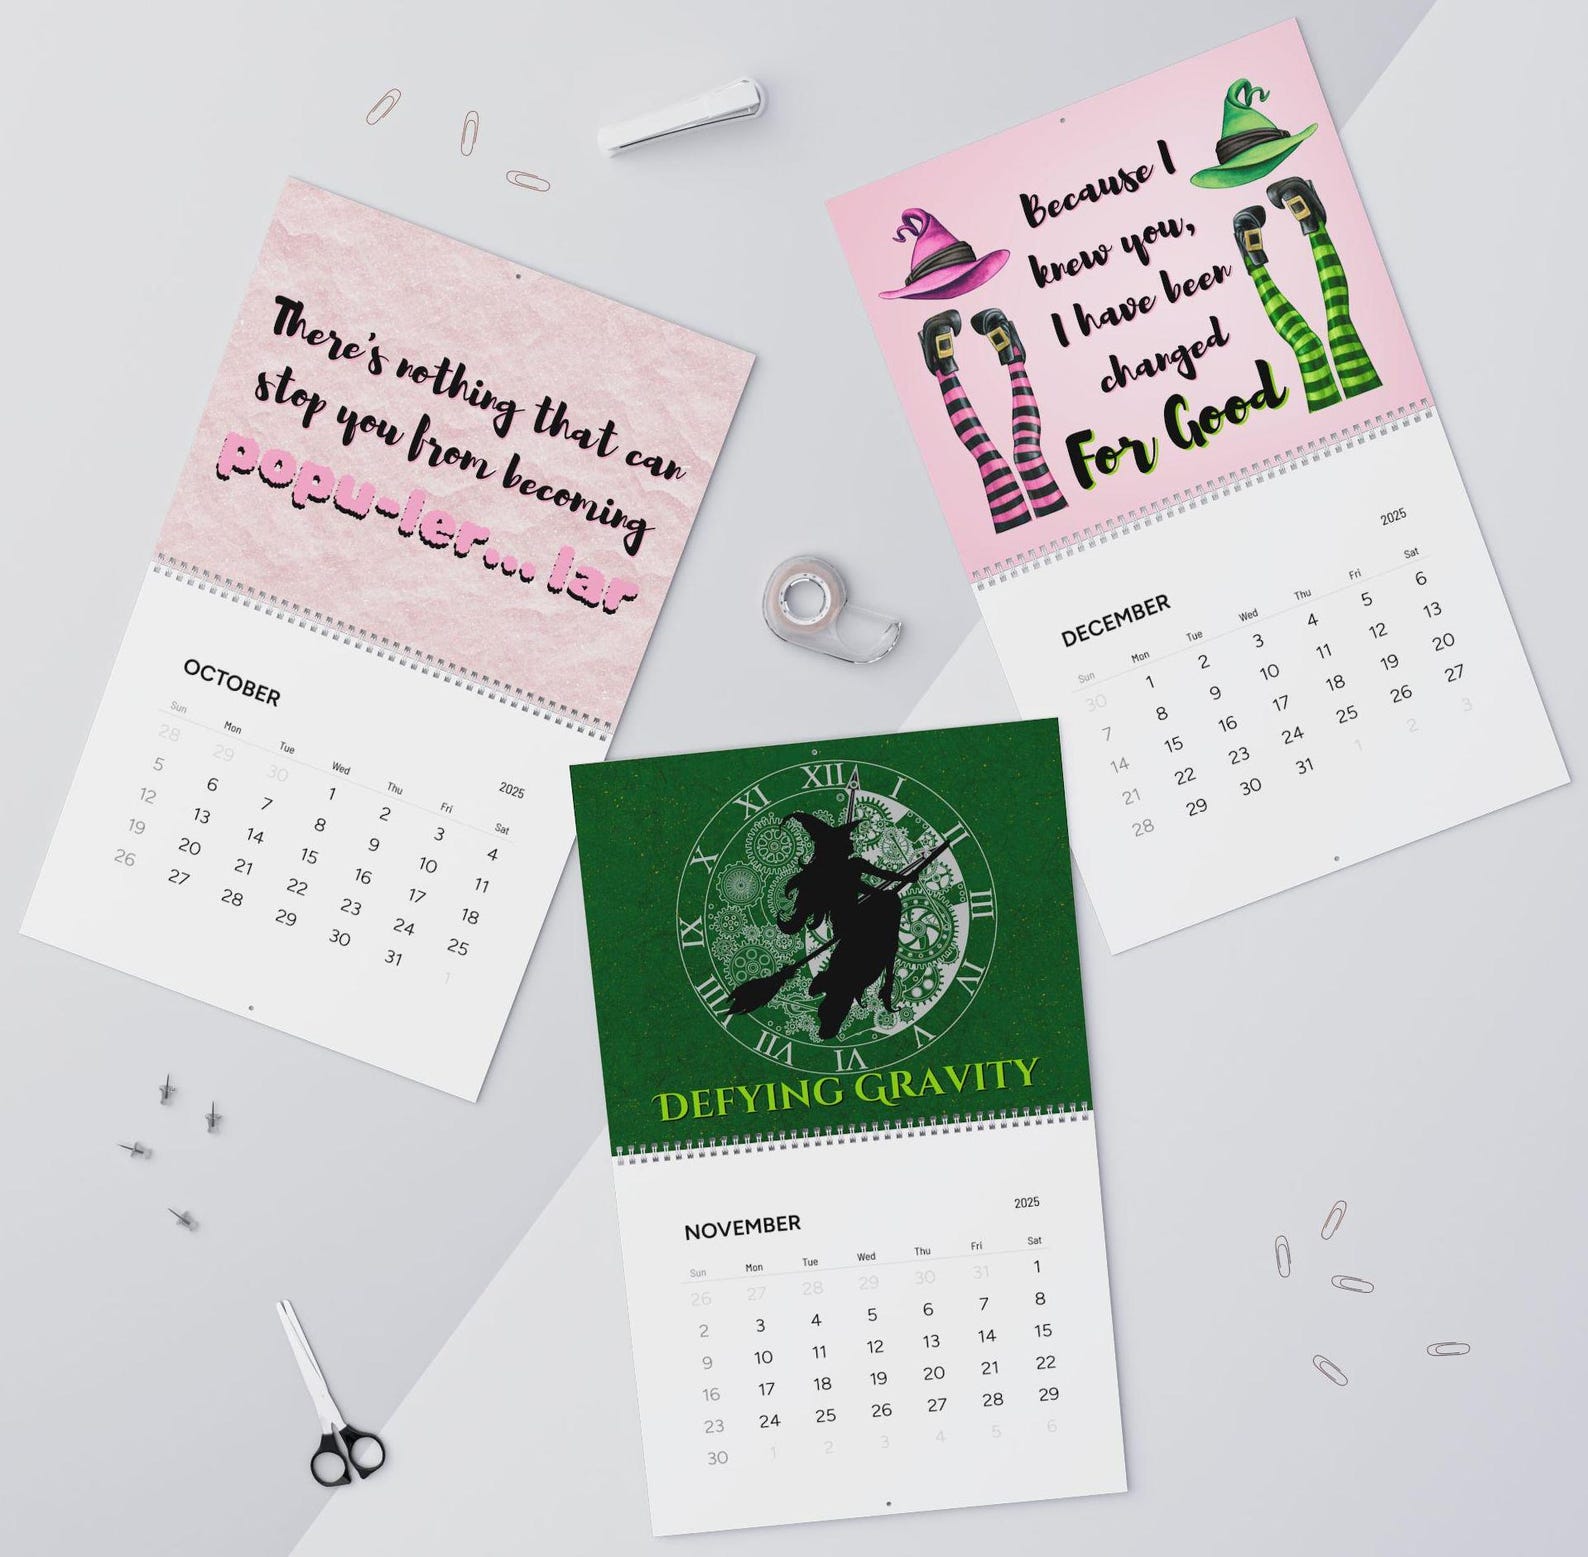 There's nothing that can
stop you from becoming
popu-ler... lar
OCTOBER
2025
Sun Mon Tue Wed Thu Fri Sat
28 29 30 1 2 3 4
5 6 7 8 9 10 11
12 13 14 15 16 17 18
19 20 21 22 23 24 25
26 27 28 29 30 31 1
Because I
knew you,
I have been
changed
For Good
DECEMBER
2025
Sun Mon Tue Wed Thu Fri Sat
30 1 2 3 4 5 6
7 8 9 10 11 12 13
14 15 16 17 18 19 20
21 22 23 24 25 26 27
28 29 30 31 1 2 3
XII I II III IV V VI VII VIII IX X XI
DEFYING GRAVITY
NOVEMBER
2025
Sun Mon Tue Wed Thu Fri Sat
26 27 28 29 30 31 1
2 3 4 5 6 7 8
9 10 11 12 13 14 15
16 17 18 19 20 21 22
23 24 25 26 27 28 29
30 1 2 3 4 5 6